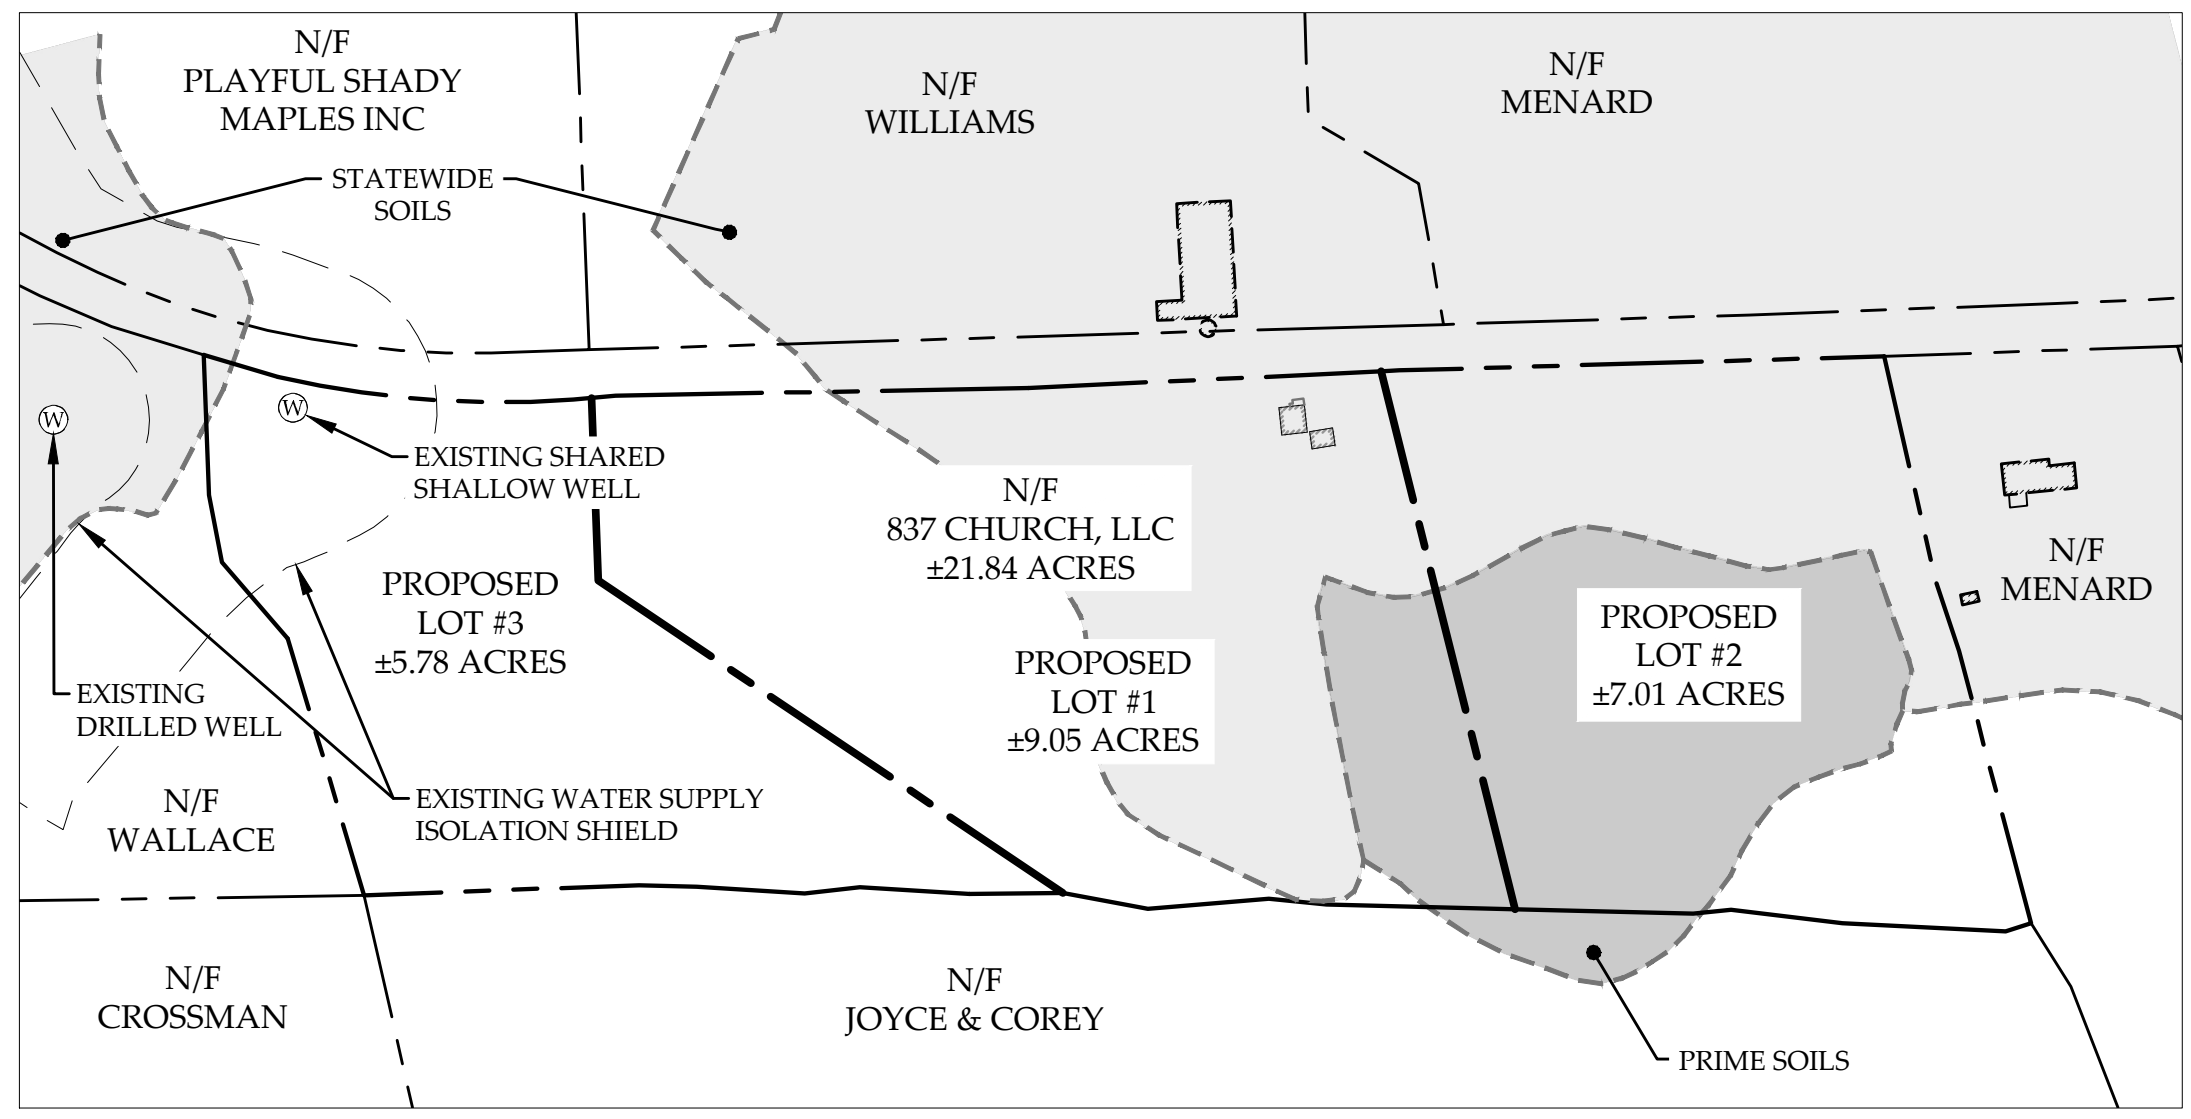 N/F
PLAYFUL SHADY
MAPLES INC
N/F
WILLIAMS
N/F
MENARD
STATEWIDE
SOILS
W
W
EXISTING SHARED
SHALLOW WELL
N/F
837 CHURCH, LLC
±21.84 ACRES
N/F
MENARD
PROPOSED
LOT #3
±5.78 ACRES
PROPOSED
LOT #1
±9.05 ACRES
PROPOSED
LOT #2
±7.01 ACRES
EXISTING
DRILLED WELL
EXISTING WATER SUPPLY
ISOLATION SHIELD
N/F
WALLACE
N/F
CROSSMAN
N/F
JOYCE & COREY
PRIME SOILS